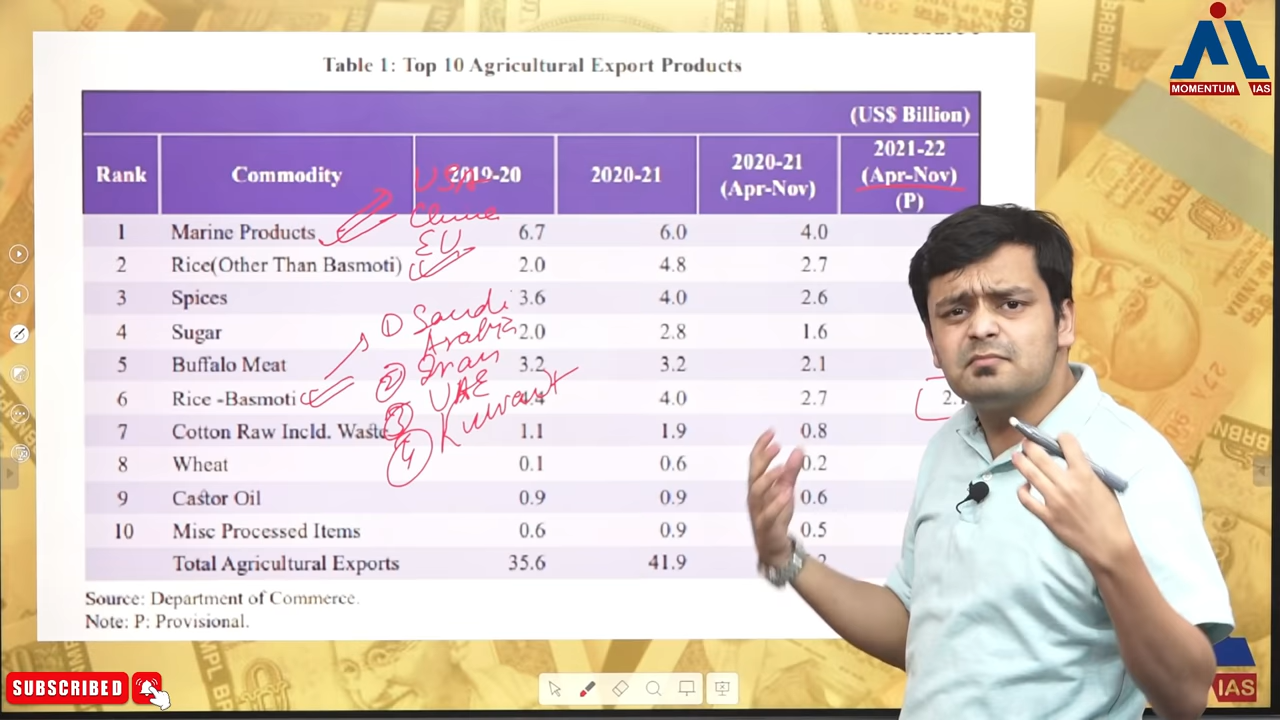 MOMENTUM IAS
Table 1: Top 10 Agricultural Export Products
(US$ Billion)
Rank Commodity 2019-20 2020-21 2020-21 (Apr-Nov) 2021-22 (Apr-Nov) (P)
USA
China
EU
1 Marine Products 6.7 6.0 4.0
2 Rice(Other Than Basmoti) 2.0 4.8 2.7
3 Spices 3.6 4.0 2.6
4 Sugar 2.0 2.8 1.6
5 Buffalo Meat 3.2 3.2 2.1
6 Rice -Basmoti 4.0 2.7
7 Cotton Raw Incld. Waste 1.1 1.9 0.8
8 Wheat 0.1 0.6 0.2
9 Castor Oil 0.9 0.9 0.6
10 Misc Processed Items 0.6 0.9 0.5
Total Agricultural Exports 35.6 41.9
① Saudi
Arabia
② Iran
③ UAE
④ Kuwait
Source: Department of Commerce.
Note: P: Provisional.
SUBSCRIBED
IAS